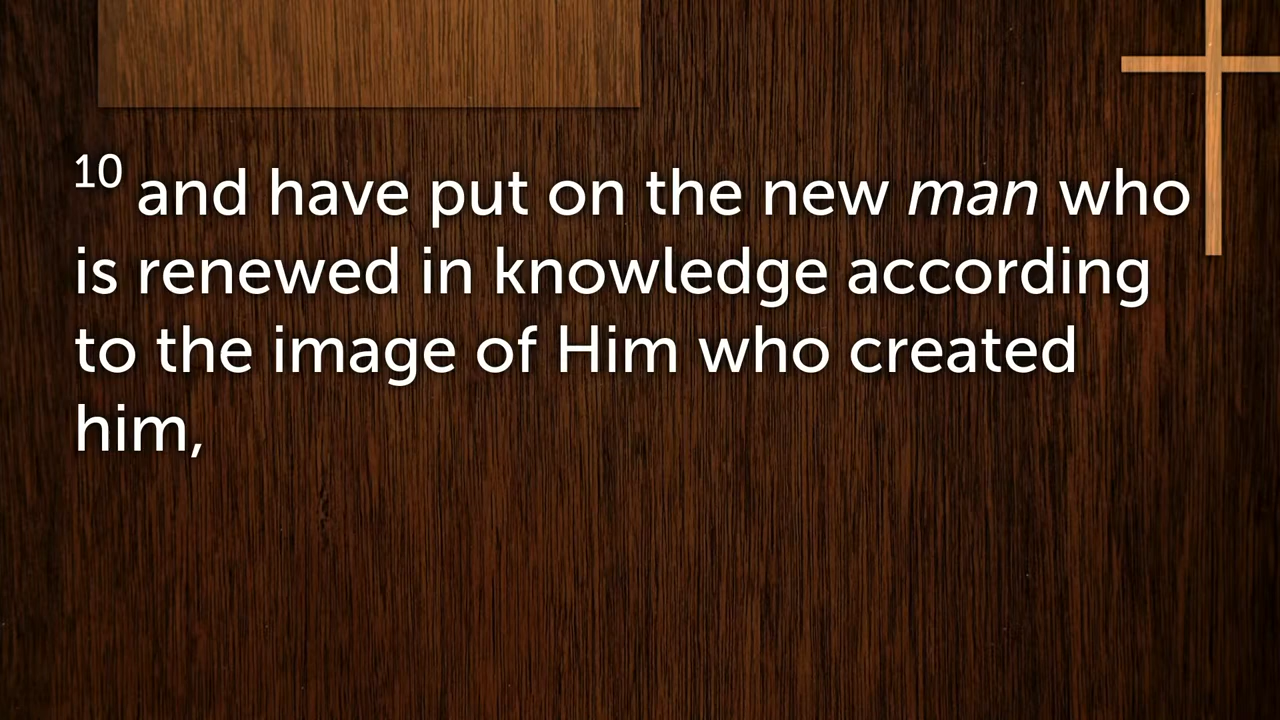 10 and have put on the new man who
is renewed in knowledge according
to the image of Him who created
him,